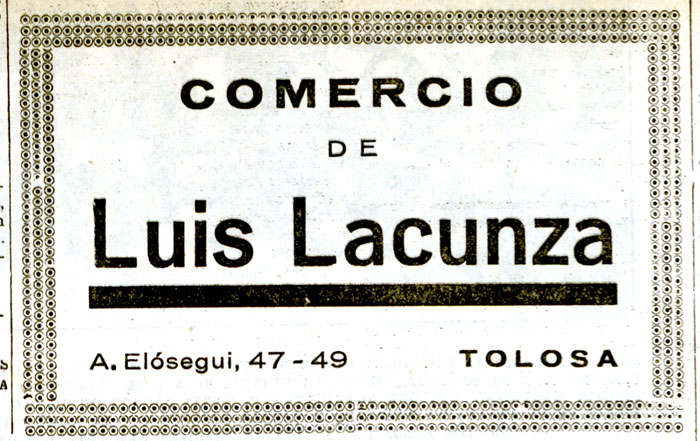 COMERCIO
DE
Luis Lacunza
A. Elósegui, 47-49 TOLOSA